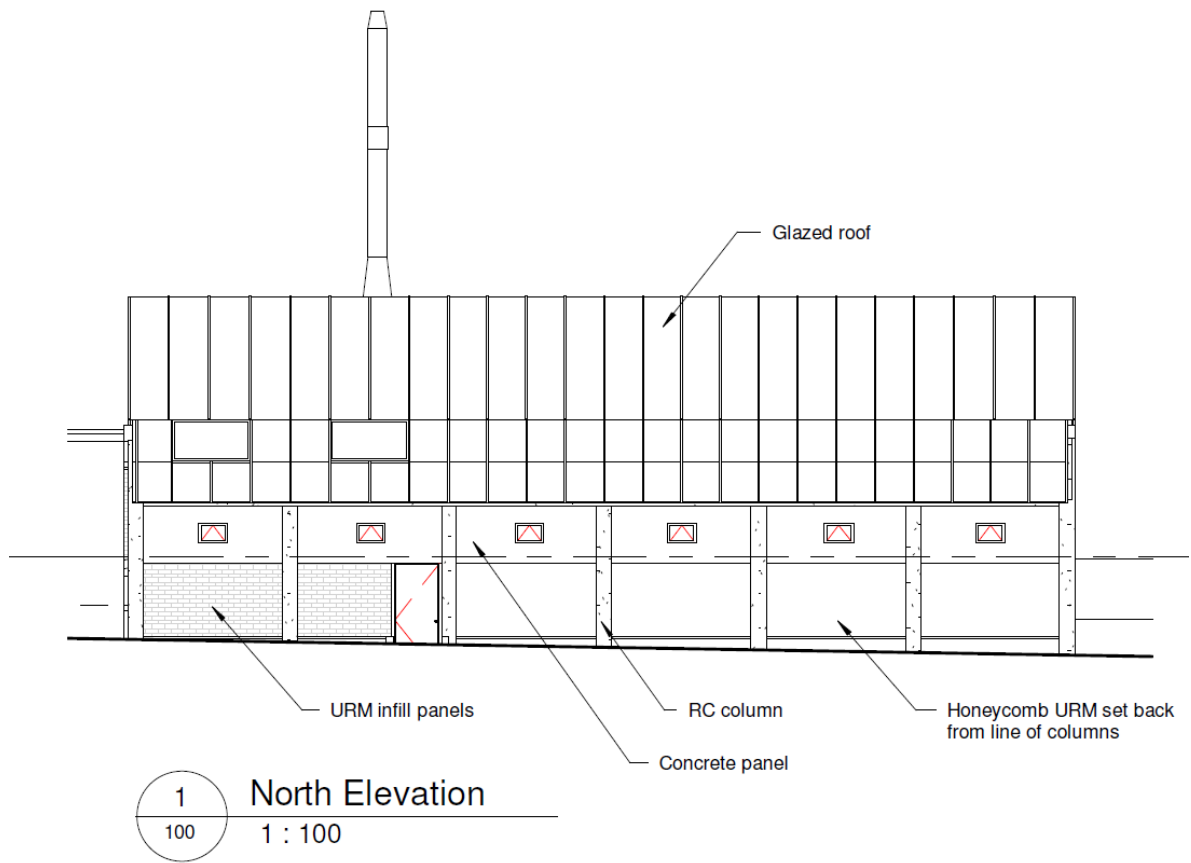 Glazed roof
URM infill panels
RC column
Honeycomb URM set back
from line of columns
Concrete panel
1
100
North Elevation
1 : 100